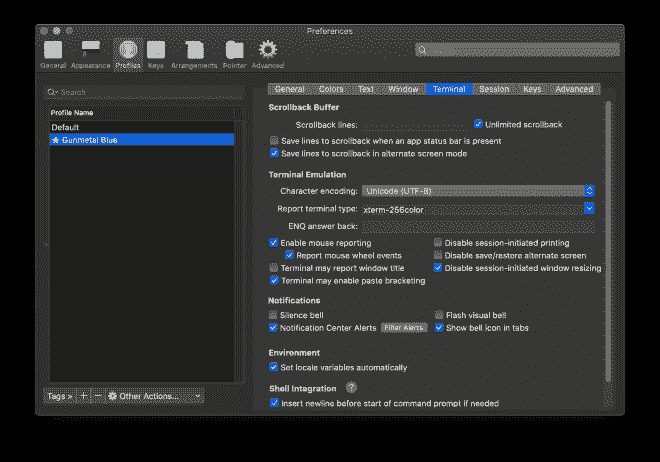 Preferences
General Appearance Profiles Keys Arrangements Pointer Advanced
Search
General Colors Text Window Terminal Session Keys Advanced
Profile Name
Default
★ Gunmetal Blue
Scrollback Buffer
Scrollback lines:
Unlimited scrollback
Save lines to scrollback when an app status bar is present
Save lines to scrollback in alternate screen mode
Terminal Emulation
Character encoding: Unicode (UTF-8)
Report terminal type: xterm-256color
ENQ answer back:
Enable mouse reporting
Disable session-initiated printing
Report mouse wheel events
Disable save/restore alternate screen
Terminal may report window title
Disable session-initiated window resizing
Terminal may enable paste bracketing
Notifications
Silence bell
Flash visual bell
Notification Center Alerts Filter Alerts
Show bell icon in tabs
Environment
Set locale variables automatically
Shell Integration ?
Insert newline before start of command prompt if needed
Tags > + − Other Actions...